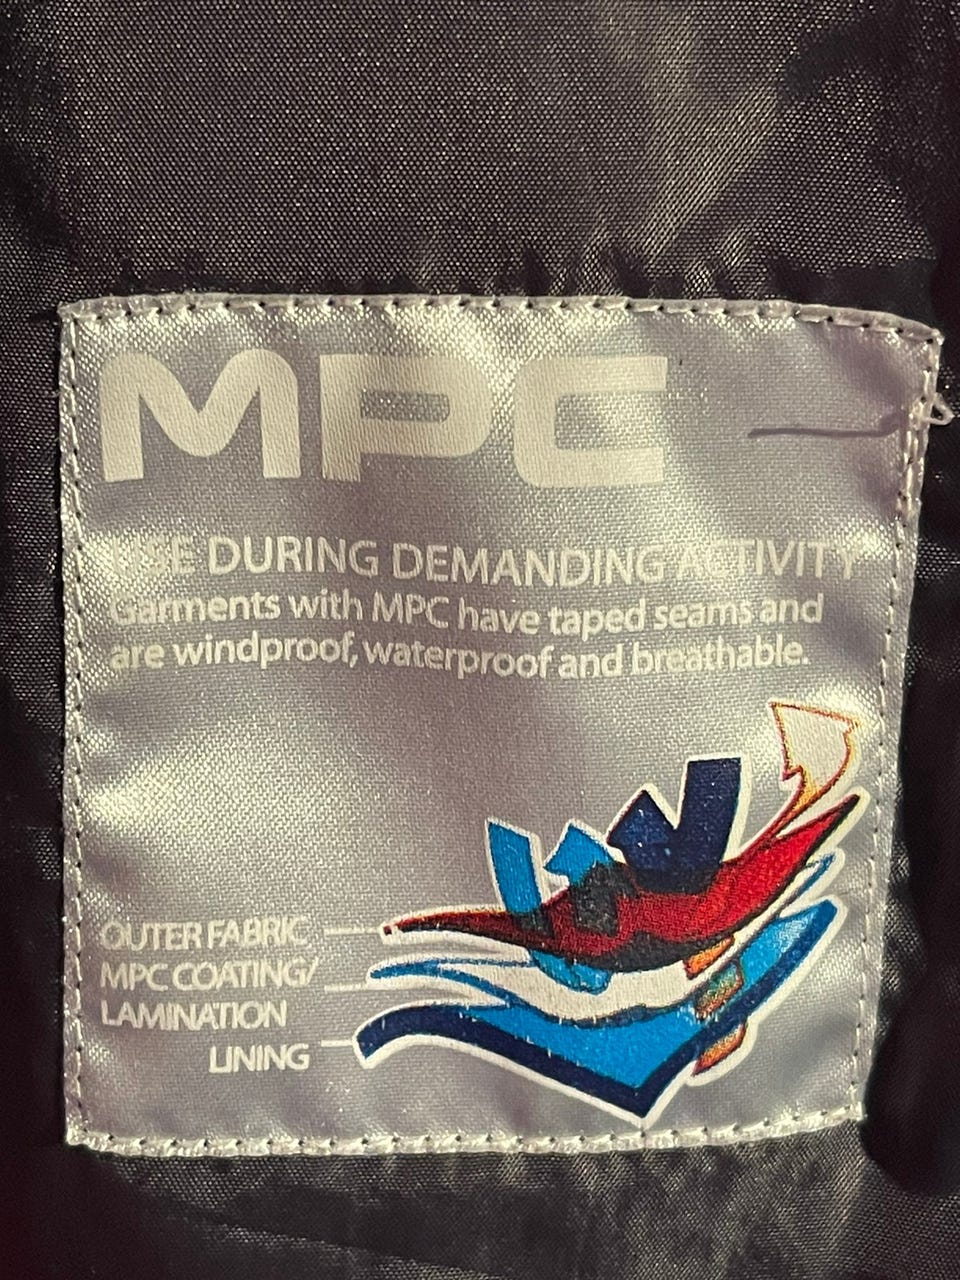 MPC
USE DURING DEMANDING ACTIVITY
Garments with MPC have taped seams and
are windproof, waterproof and breathable.
OUTER FABRIC
MPC COATING/
LAMINATION
LINING